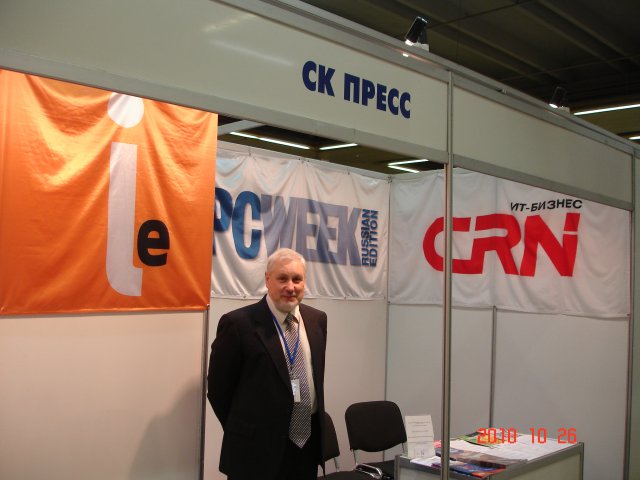 СК ПРЕСС
ie
PCWEEK
RUSSIAN EDITION
ИТ-БИЗНЕС
CRN
2010 10 26